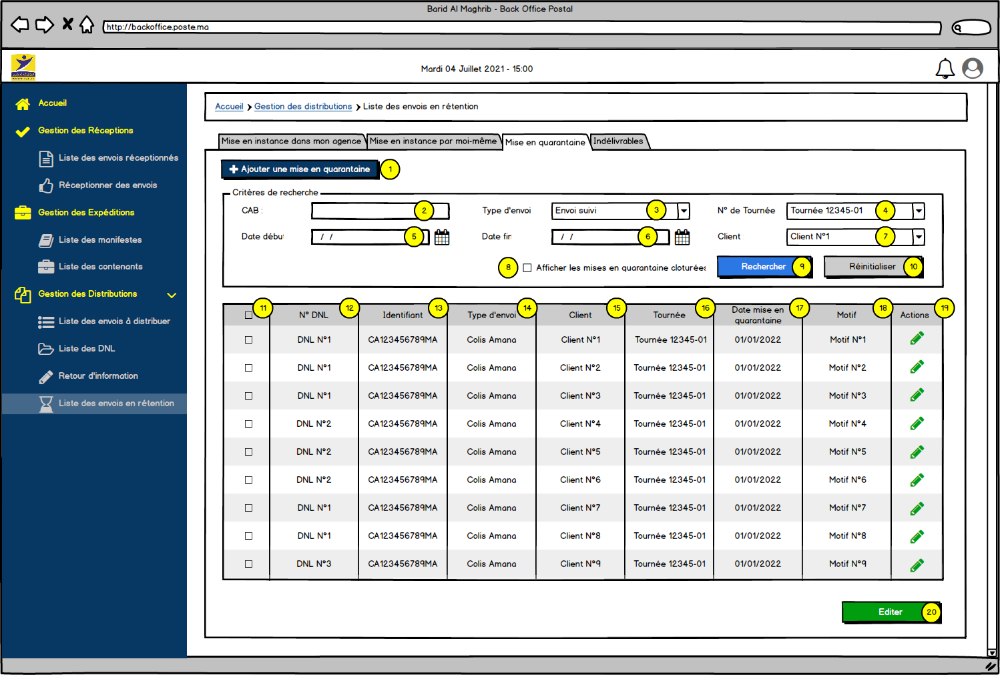 Barid Al Maghrib - Back Office Postal
http://backoffice.poste.ma
Mardi 04 Juillet 2021 - 15:00
Accueil
Gestion des Réceptions
Liste des envois réceptionnés
Réceptionner des envois
Gestion des Expéditions
Liste des manifestes
Liste des contenants
Gestion des Distributions
Liste des envois à distribuer
Liste des DNL
Retour d'information
Liste des envois en rétention
Accueil > Gestion des distributions > Liste des envois en rétention
Mise en instance dans mon agence Mise en instance par moi-même Mise en quarantaine Indélivrables
Ajouter une mise en quarantaine 1
Critères de recherche
CAB : 2 Type d'envoi Envoi suivi 3 N° de Tournée Tournée 12345-01 4
Date débu / / 5 Date fin / / 6 Client Client N°1 7
8 Afficher les mises en quarantaine cloturées Rechercher 9 Réinitialiser 10
11 N° DNL 12 Identifiant 13 Type d'envoi 14 Client 15 Tournée 16 Date mise en quarantaine 17 Motif 18 Actions 19
DNL N°1 CA123456789MA Colis Amana Client N°1 Tournée 12345-01 01/01/2022 Motif N°1
DNL N°1 CA123456789MA Colis Amana Client N°2 Tournée 12345-01 01/01/2022 Motif N°2
DNL N°1 CA123456789MA Colis Amana Client N°3 Tournée 12345-01 01/01/2022 Motif N°3
DNL N°2 CA123456789MA Colis Amana Client N°4 Tournée 12345-01 01/01/2022 Motif N°4
DNL N°2 CA123456789MA Colis Amana Client N°5 Tournée 12345-01 01/01/2022 Motif N°5
DNL N°2 CA123456789MA Colis Amana Client N°6 Tournée 12345-01 01/01/2022 Motif N°6
DNL N°1 CA123456789MA Colis Amana Client N°7 Tournée 12345-01 01/01/2022 Motif N°7
DNL N°1 CA123456789MA Colis Amana Client N°8 Tournée 12345-01 01/01/2022 Motif N°8
DNL N°3 CA123456789MA Colis Amana Client N°9 Tournée 12345-01 01/01/2022 Motif N°9
Editer 20